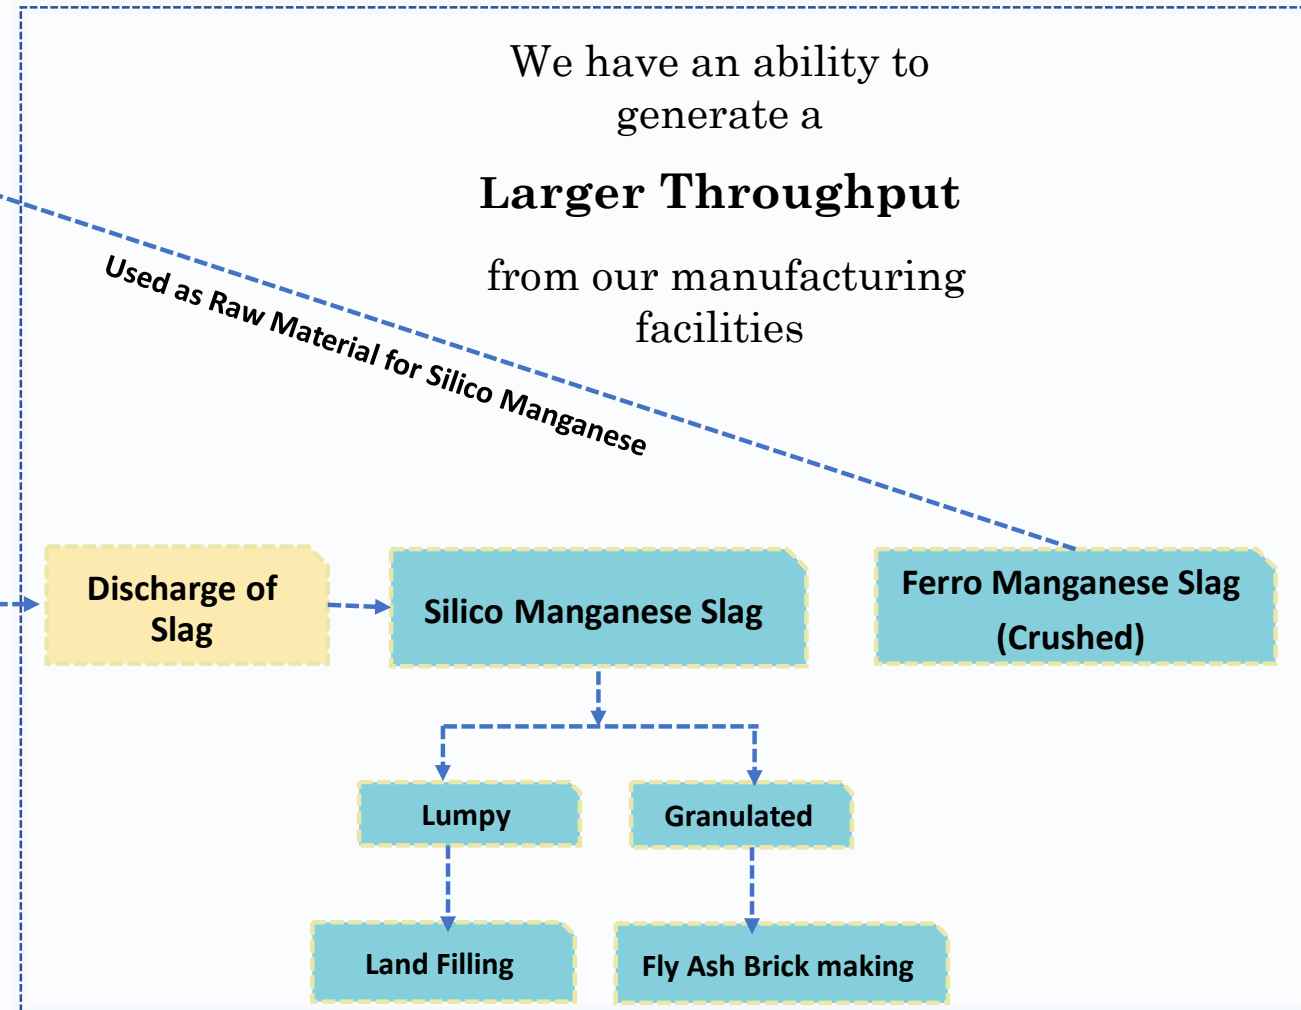 We have an ability to
generate a
Larger Throughput
from our manufacturing
facilities
Used as Raw Material for Silico Manganese
Discharge of
Slag
Silico Manganese Slag
Ferro Manganese Slag
(Crushed)
Lumpy
Granulated
Land Filling
Fly Ash Brick making